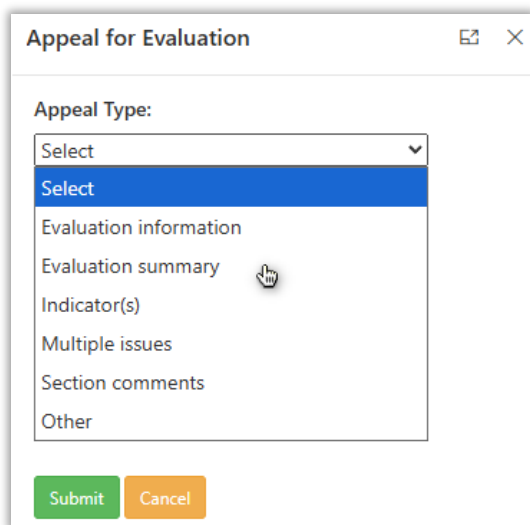 Appeal for Evaluation
Appeal Type:
Select
Select
Evaluation information
Evaluation summary
Indicator(s)
Multiple issues
Section comments
Other
Submit Cancel